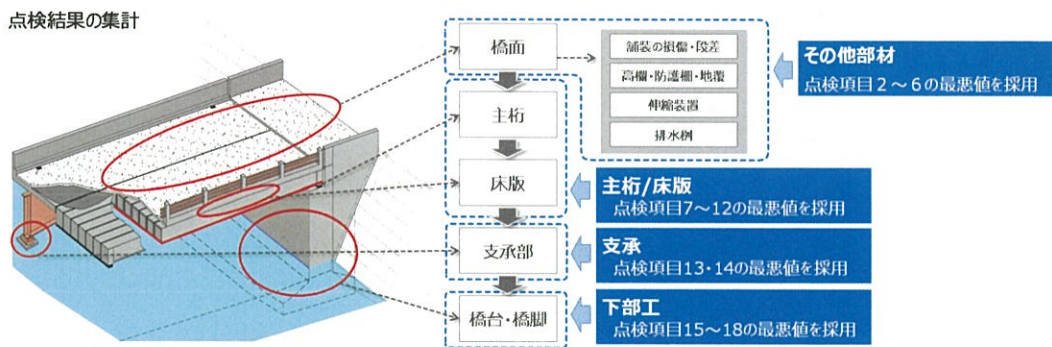 点検結果の集計
橋面
舗装の損傷・段差
高欄・防護柵・地覆
伸縮装置
排水桝
その他部材
点検項目2~6の最悪値を採用
主桁
床版
主桁/床版
点検項目7~12の最悪値を採用
支承部
支承
点検項目13・14の最悪値を採用
橋台・橋脚
下部工
点検項目15~18の最悪値を採用